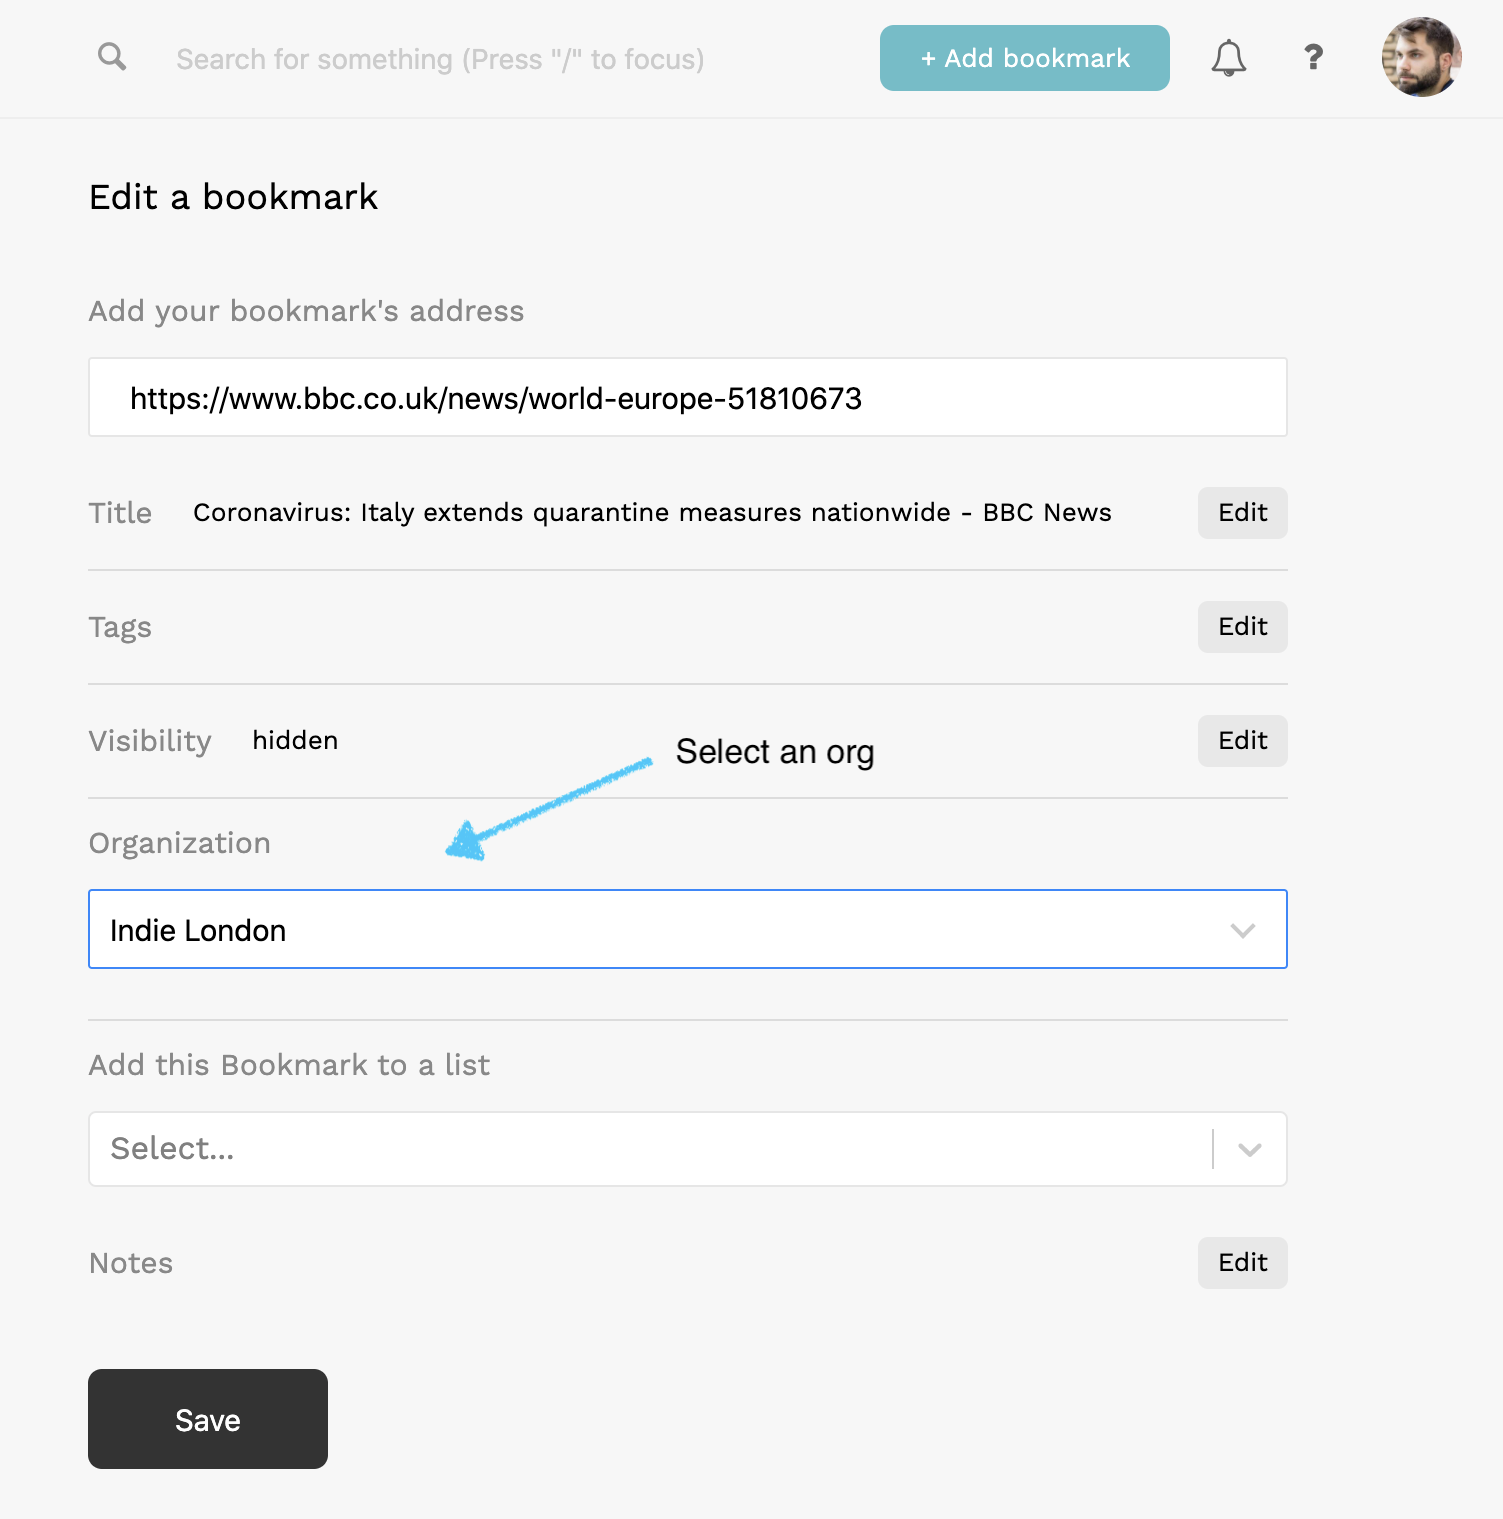 Search for something (Press "/" to focus)
+ Add bookmark
?
Edit a bookmark
Add your bookmark's address
https://www.bbc.co.uk/news/world-europe-51810673
Title Coronavirus: Italy extends quarantine measures nationwide - BBC News Edit
Tags Edit
Visibility hidden Edit
Select an org
Organization
Indie London
Add this Bookmark to a list
Select...
Notes Edit
Save